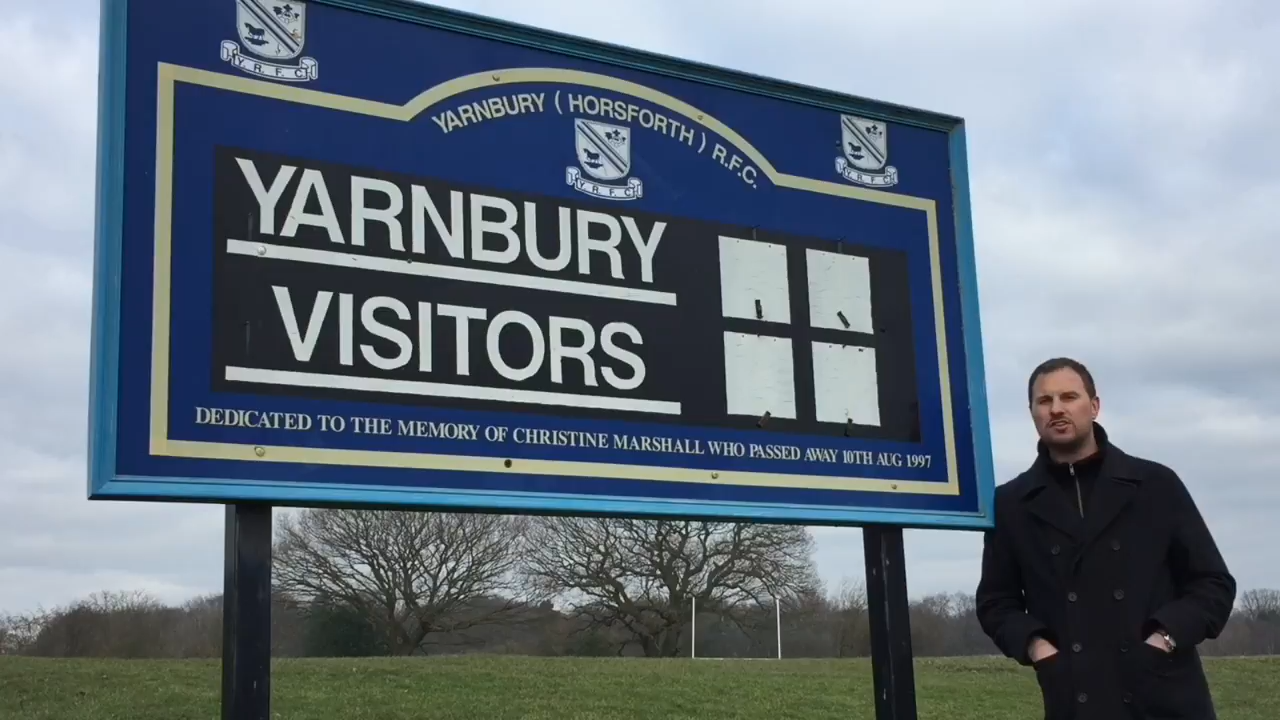 Y. R. F. C.
YARNBURY ( HORSFORTH ) R.F.C.
Y. R. F. C.
Y. R. F. C.
YARNBURY
VISITORS
DEDICATED TO THE MEMORY OF CHRISTINE MARSHALL WHO PASSED AWAY 10TH AUG 1997